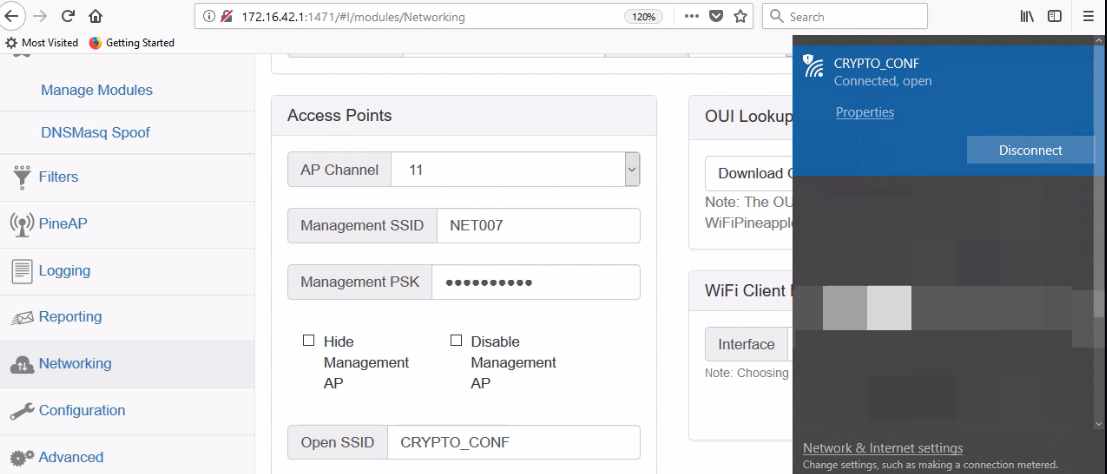 172.16.42.1:1471/#!/modules/Networking
120%
Search
Most Visited
Getting Started
Manage Modules
DNSMasq Spoof
Filters
PineAP
Logging
Reporting
Networking
Configuration
Advanced
Access Points
AP Channel 11
Management SSID NET007
Management PSK ●●●●●●●●●●
Hide Management AP
Disable Management AP
Open SSID CRYPTO_CONF
OUI Lookup
Download
Note: The OU
WiFiPineapple
WiFi Client
Interface
Note: Choosing
CRYPTO_CONF
Connected, open
Properties
Disconnect
Network & Internet settings
Change settings, such as making a connection metered.